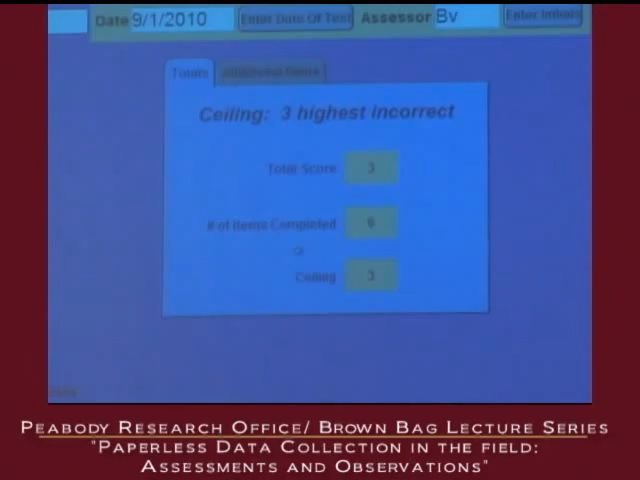 Date 9/1/2010 Enter Date Of Test Assessor Bv Enter Initials
Totals Additional Items
Ceiling: 3 highest incorrect
Total Score 3
# of Items Completed 6
or
Ceiling 3
PEABODY RESEARCH OFFICE/ BROWN BAG LECTURE SERIES
"PAPERLESS DATA COLLECTION IN THE FIELD:
ASSESSMENTS AND OBSERVATIONS"